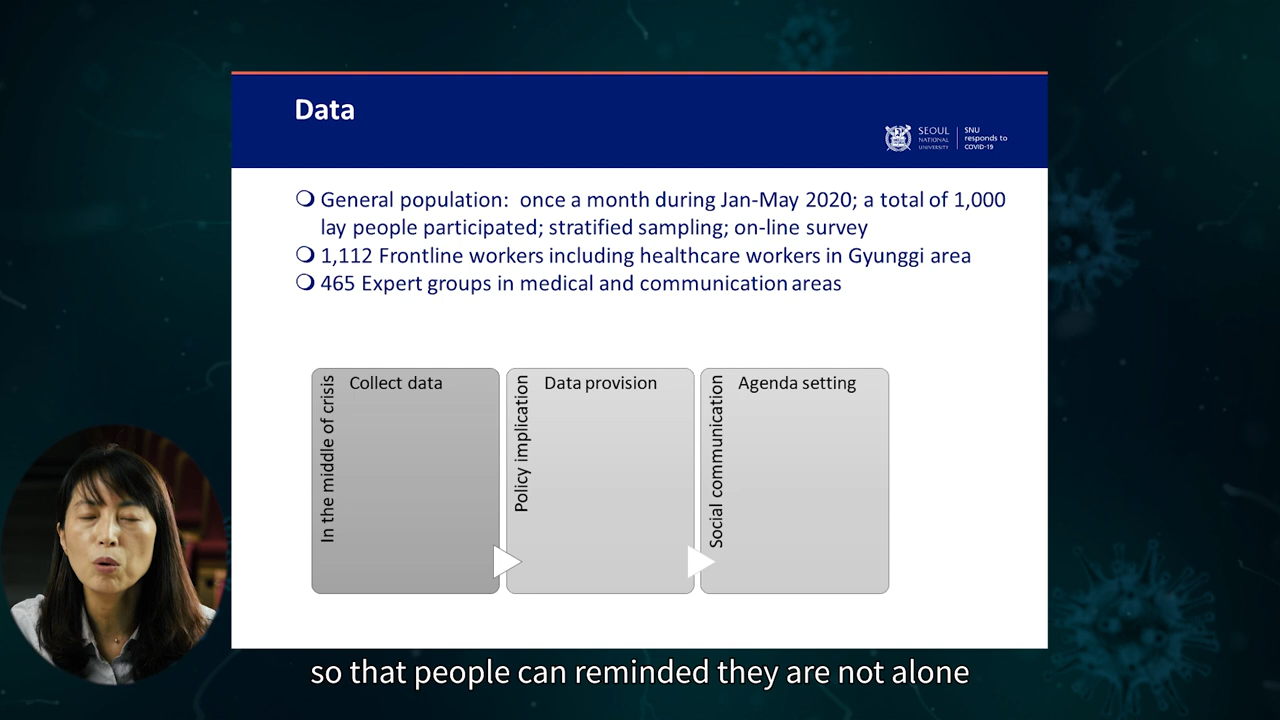 Data
SEOUL
NATIONAL
UNIVERSITY
SNU
responds to
COVID-19
❍ General population: once a month during Jan-May 2020; a total of 1,000
lay people participated; stratified sampling; on-line survey
❍ 1,112 Frontline workers including healthcare workers in Gyunggi area
❍ 465 Expert groups in medical and communication areas
In the middle of crisis
Collect data
Policy implication
Data provision
Social communication
Agenda setting
so that people can reminded they are not alone